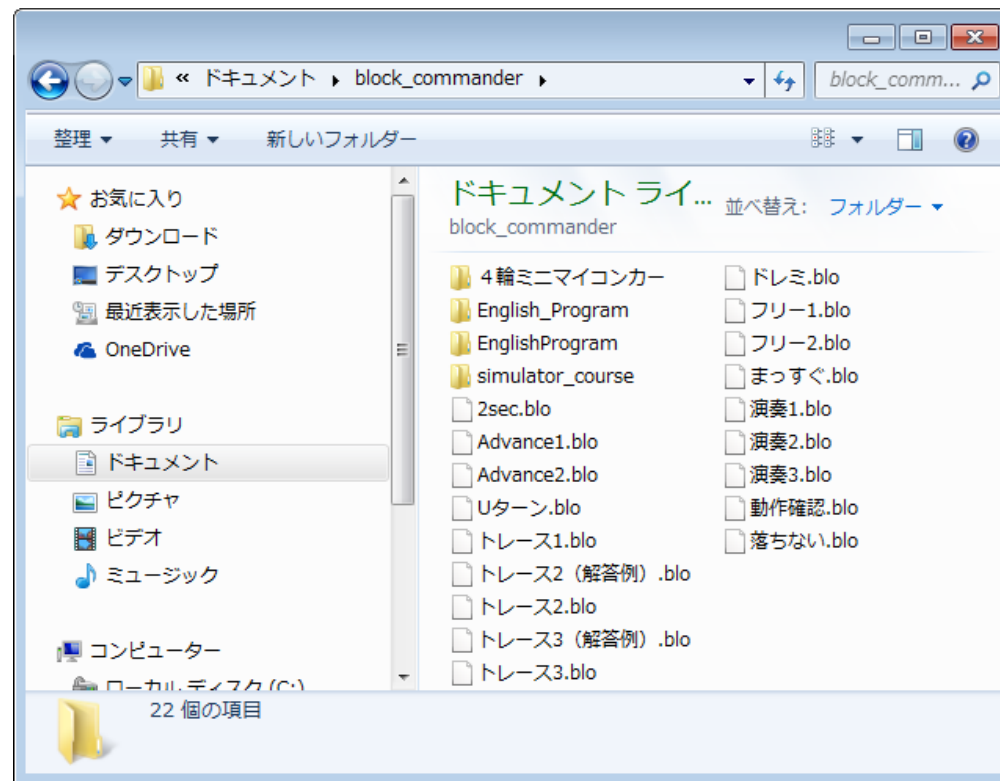 « ドキュメント ▸ block_commander ▸
block_comm...
整理 ▼ 共有 ▼ 新しいフォルダー
お気に入り
ダウンロード
デスクトップ
最近表示した場所
OneDrive
ライブラリ
ドキュメント
ピクチャ
ビデオ
ミュージック
コンピューター
ローカル ディスク (C:)
ドキュメント ライ...
block_commander
並べ替え: フォルダー ▼
４輪ミニマイコンカー
English_Program
EnglishProgram
simulator_course
2sec.blo
Advance1.blo
Advance2.blo
Uターン.blo
トレース1.blo
トレース2（解答例）.blo
トレース2.blo
トレース3（解答例）.blo
トレース3.blo
ドレミ.blo
フリー1.blo
フリー2.blo
まっすぐ.blo
演奏1.blo
演奏2.blo
演奏3.blo
動作確認.blo
落ちない.blo
22 個の項目